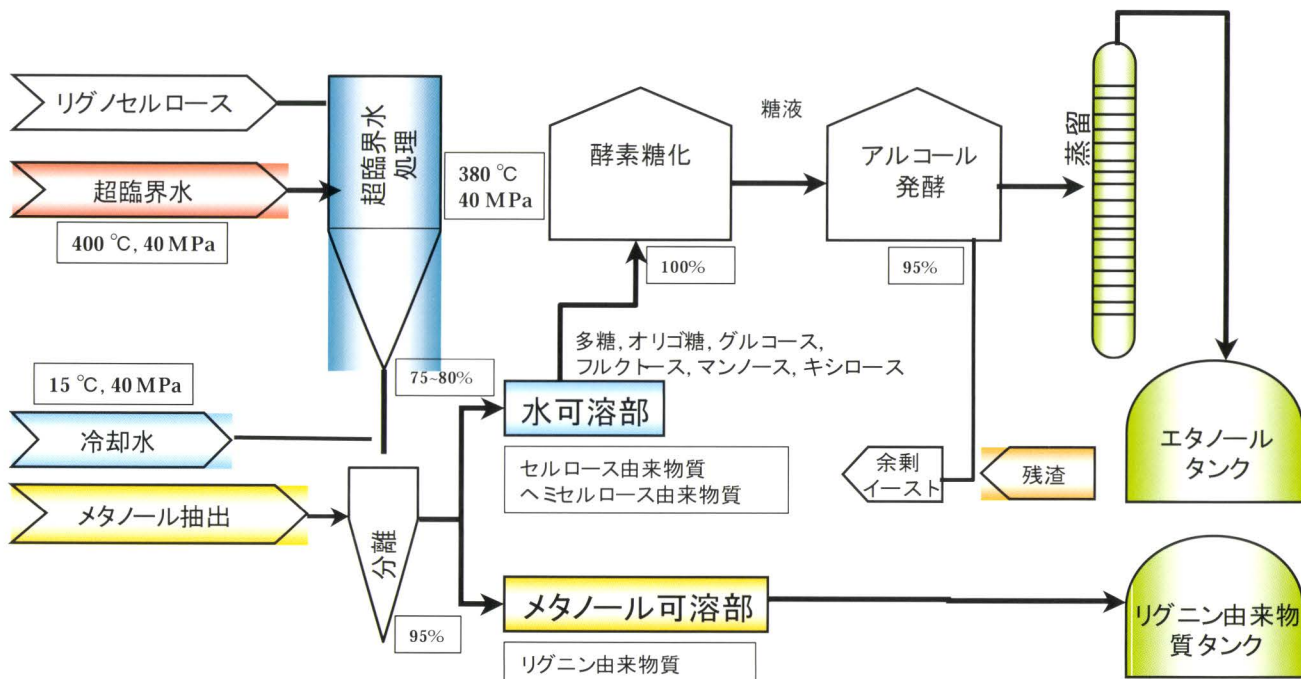 リグノセルロース
超臨界水
400 ℃, 40 MPa
超臨界水
処理
380 ℃
40 MPa
15 ℃, 40 MPa
冷却水
メタノール抽出
75~80%
分離
95%
酵素糖化
100%
糖液
アルコール
発酵
95%
蒸留
多糖, オリゴ糖, グルコース,
フルクトース, マンノース, キシロース
水可溶部
セルロース由来物質
ヘミセルロース由来物質
余剰
イースト
残渣
エタノール
タンク
メタノール可溶部
リグニン由来物質
リグニン由来物
質タンク